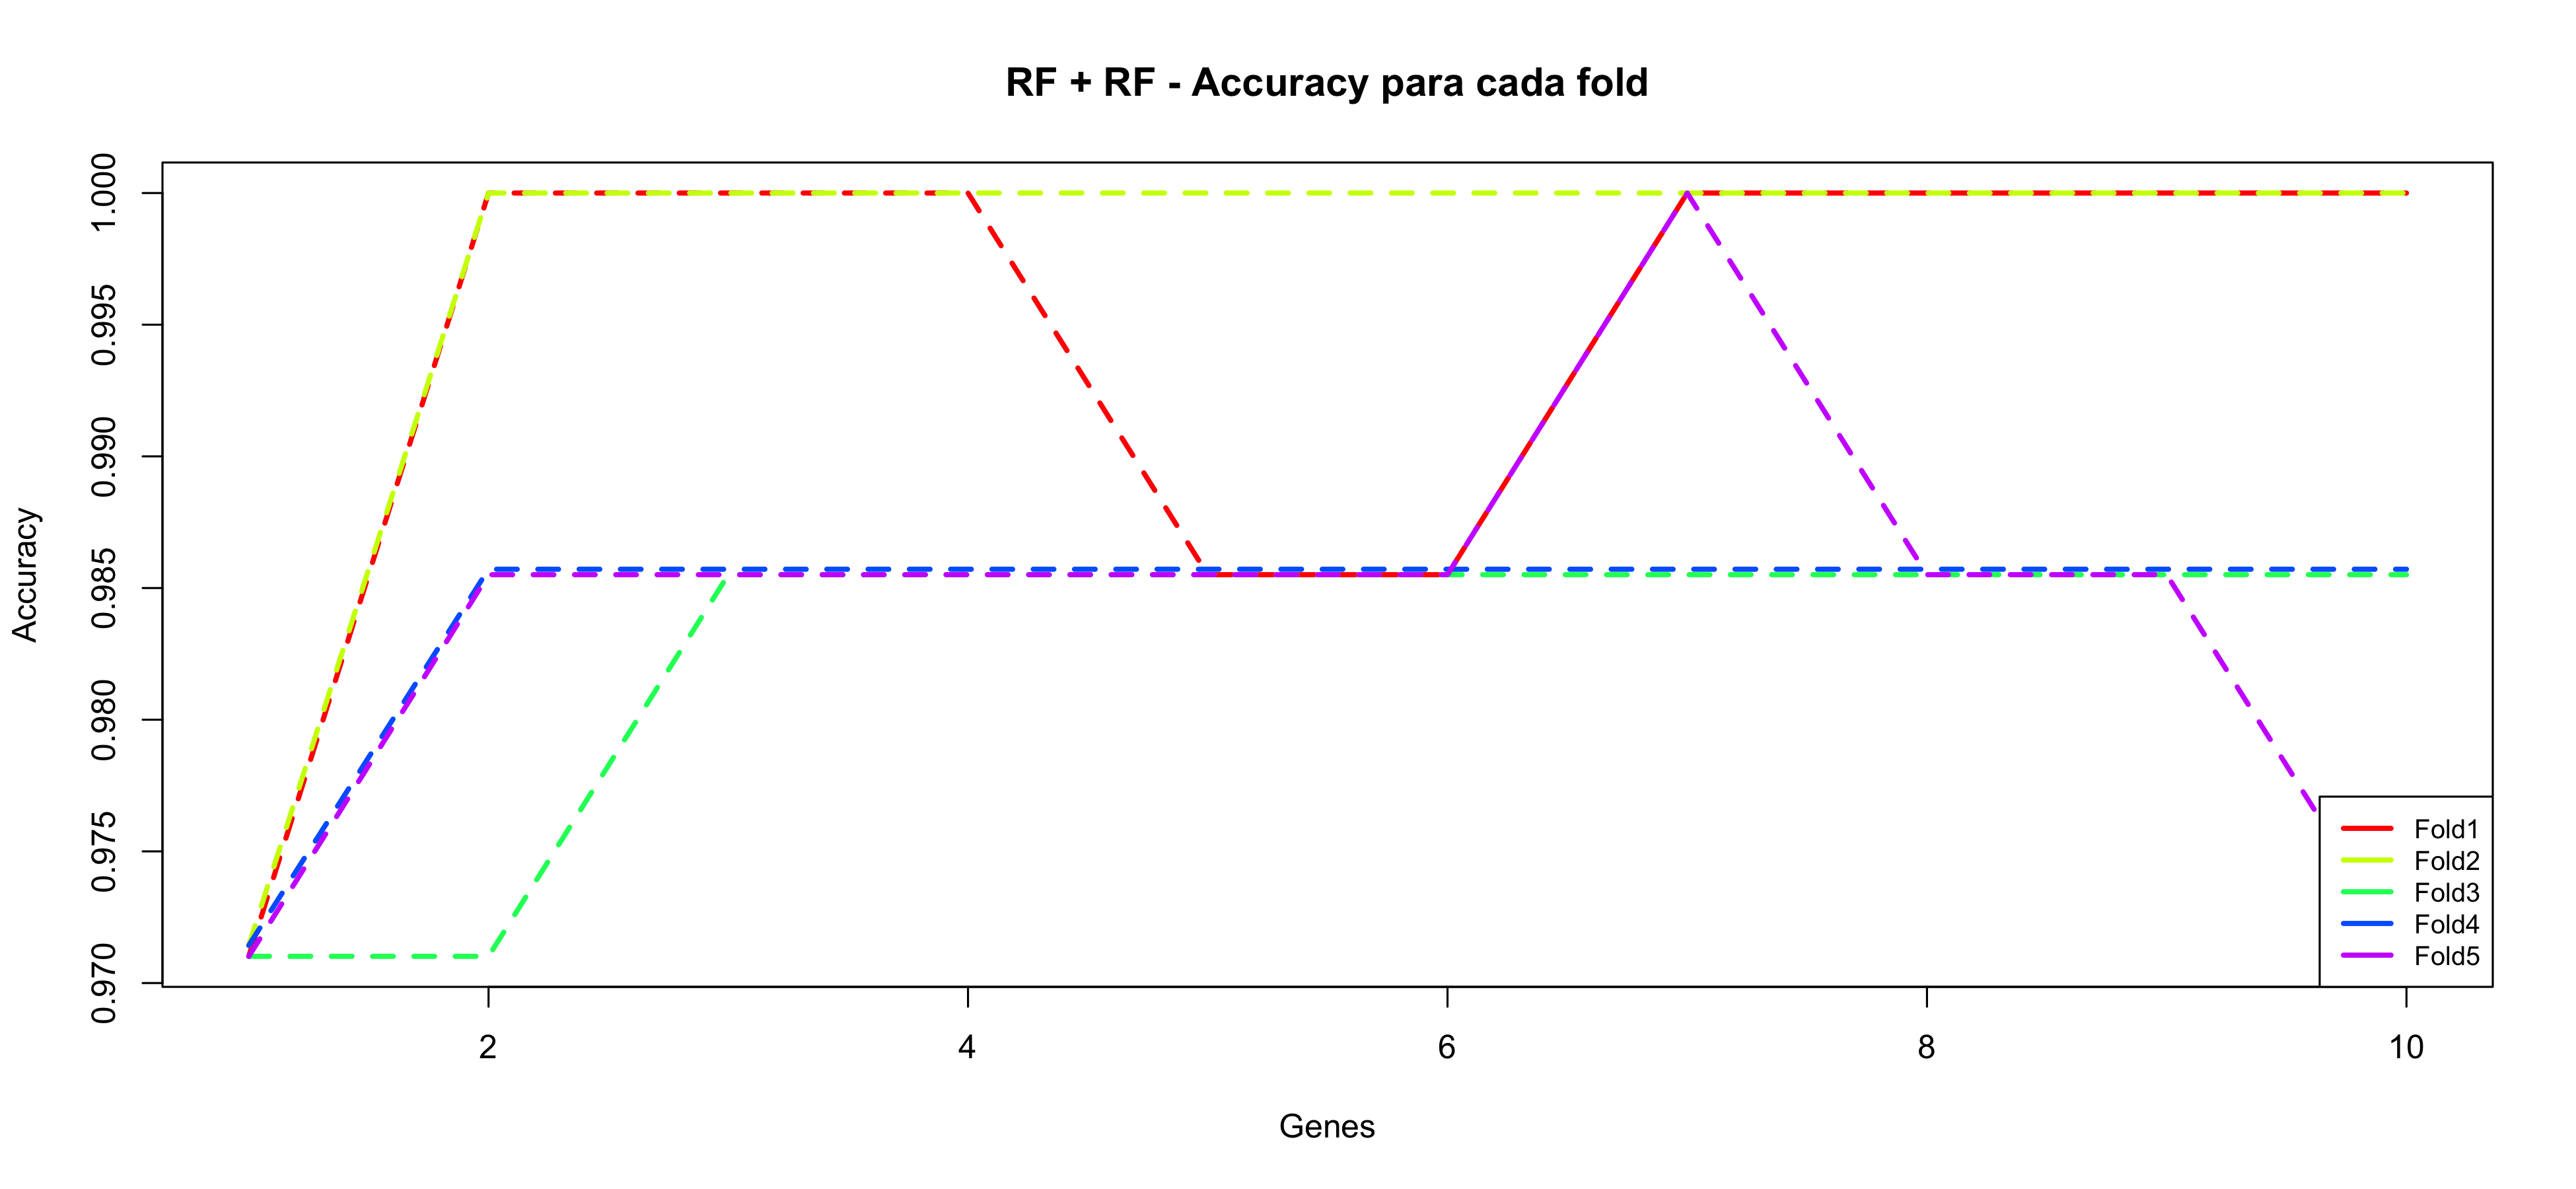 RF + RF - Accuracy para cada fold
Accuracy
1.000
0.995
0.990
0.985
0.980
0.975
0.970
Fold1
Fold2
Fold3
Fold4
Fold5
2 4 6 8 10
Genes